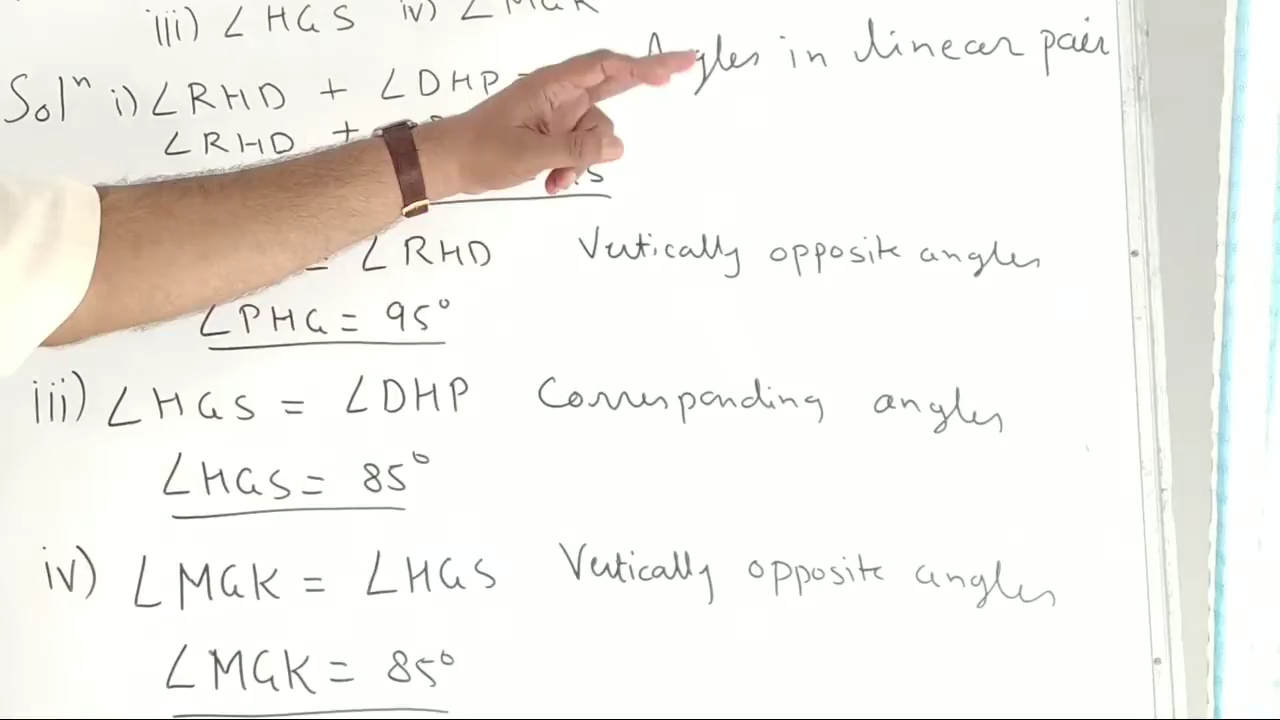 iii) ∠HGS iv) ∠MGK
Angles in linear pair
Solⁿ i) ∠RHD + ∠DHP =
∠RHD +
= ∠RHD Vertically opposite angles
∠PHG = 95°
iii) ∠HGS = ∠DHP Corresponding angles
∠HGS = 85°
iv) ∠MGK = ∠HGS Vertically opposite angles
∠MGK = 85°